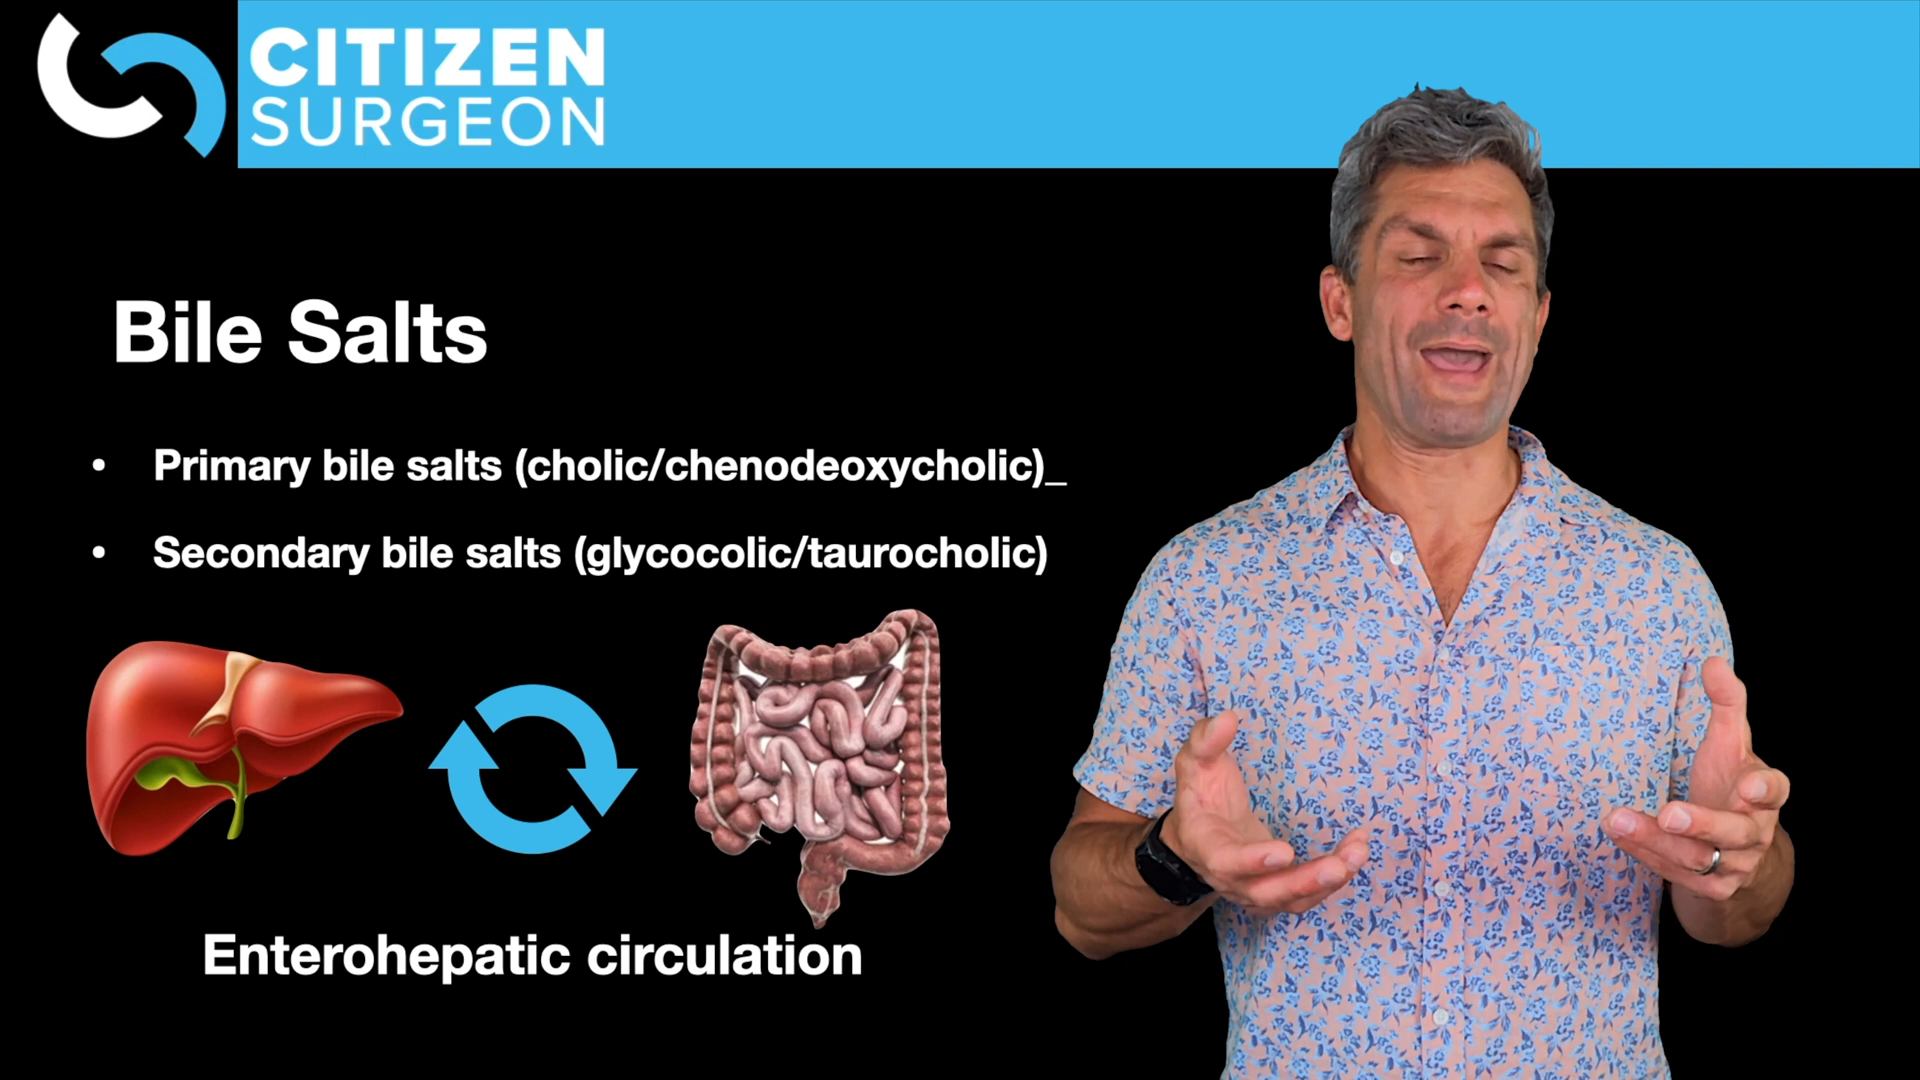 CITIZEN
SURGEON
Bile Salts
• Primary bile salts (cholic/chenodeoxycholic)_
• Secondary bile salts (glycocolic/taurocholic)
Enterohepatic circulation